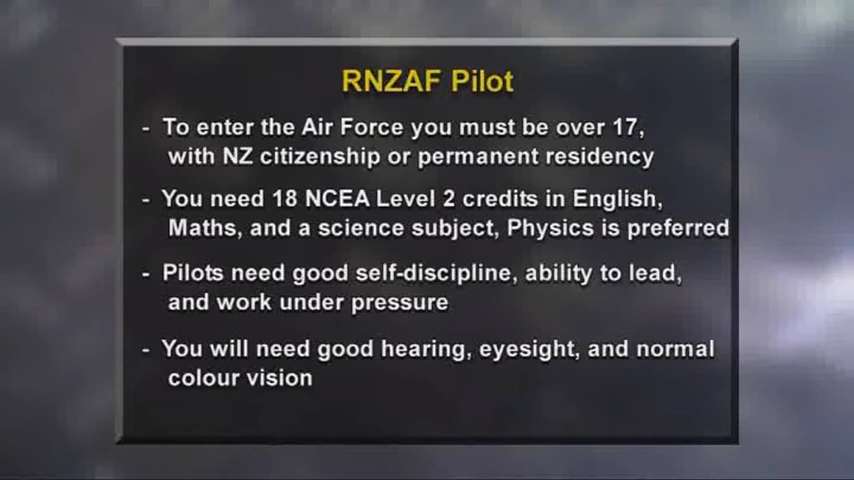 RNZAF Pilot
- To enter the Air Force you must be over 17,
with NZ citizenship or permanent residency
- You need 18 NCEA Level 2 credits in English,
Maths, and a science subject, Physics is preferred
- Pilots need good self-discipline, ability to lead,
and work under pressure
- You will need good hearing, eyesight, and normal
colour vision